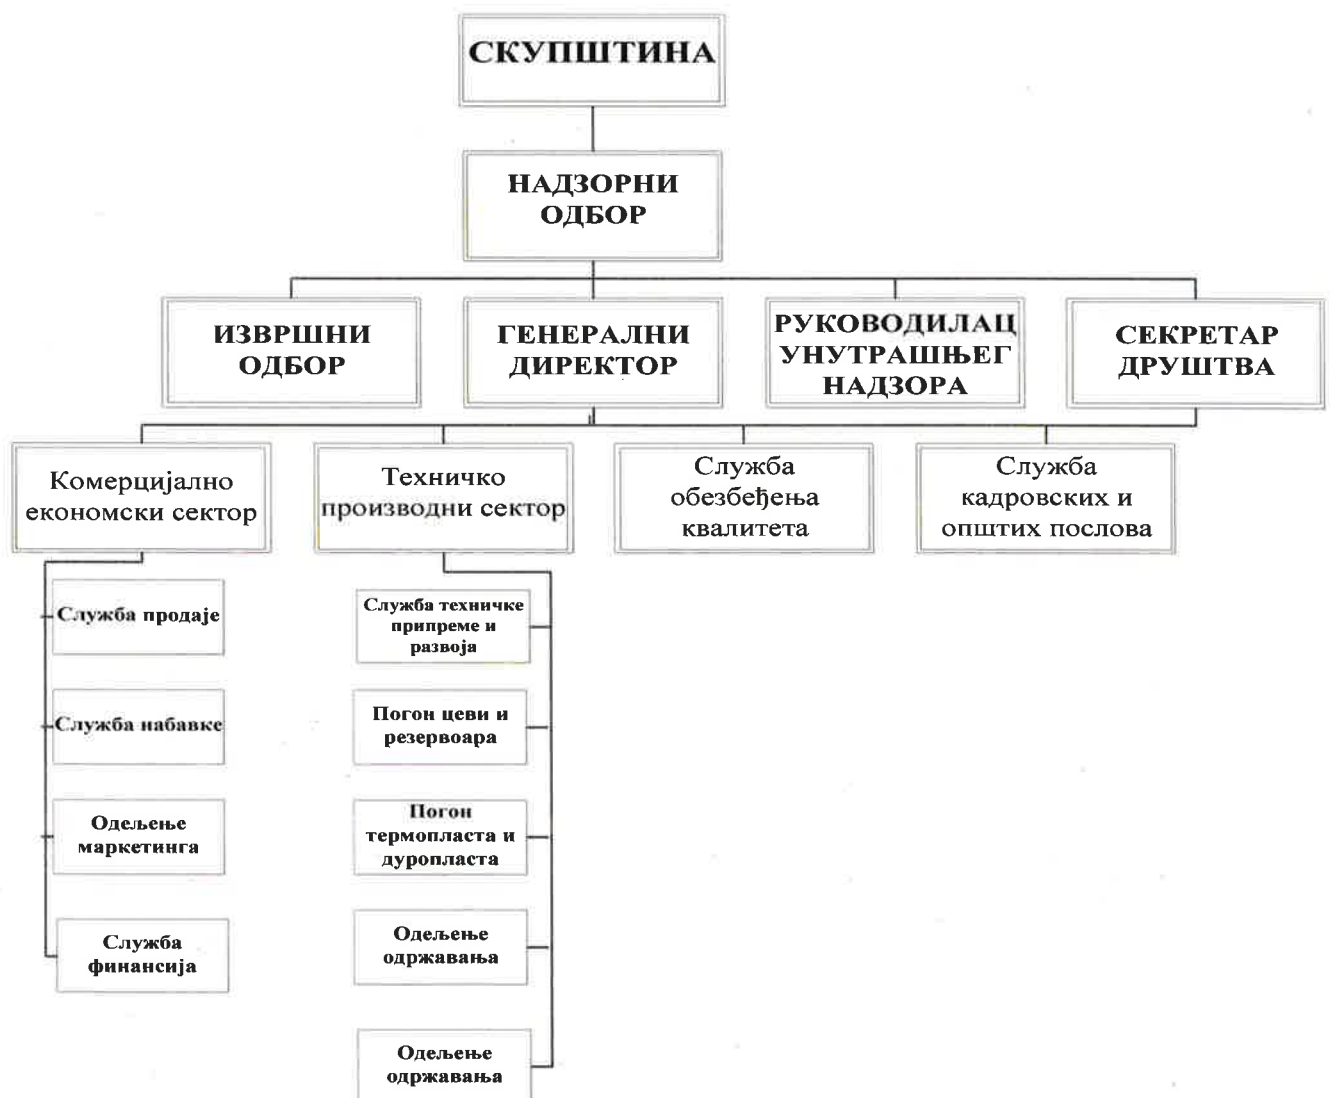 СКУПШТИНА
НАДЗОРНИ
ОДБОР
ИЗВРШНИ
ОДБОР
ГЕНЕРАЛНИ
ДИРЕКТОР
РУКОВОДИЛАЦ
УНУТРАШЊЕГ
НАДЗОРА
СЕКРЕТАР
ДРУШТВА
Комерцијално
економски сектор
Техничко
производни сектор
Служба
обезбеђења
квалитета
Служба
кадровских и
општих послова
Служба продаје
Служба набавке
Одељење
маркетинга
Служба
финансија
Служба техничке
припреме и
развоја
Погон цеви и
резервоара
Погон
термопласта и
дуропласта
Одељење
одржавања
Одељење
одржавања